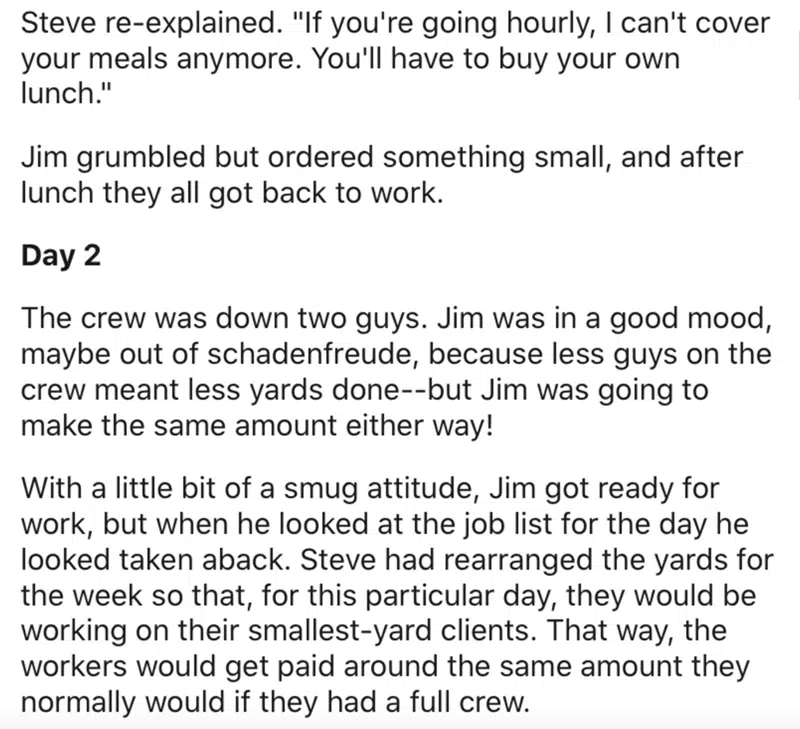 Steve re-explained. "If you're going hourly, I can't cover
your meals anymore. You'll have to buy your own
lunch."
Jim grumbled but ordered something small, and after
lunch they all got back to work.
Day 2
The crew was down two guys. Jim was in a good mood,
maybe out of schadenfreude, because less guys on the
crew meant less yards done--but Jim was going to
make the same amount either way!
With a little bit of a smug attitude, Jim got ready for
work, but when he looked at the job list for the day he
looked taken aback. Steve had rearranged the yards for
the week so that, for this particular day, they would be
working on their smallest-yard clients. That way, the
workers would get paid around the same amount they
normally would if they had a full crew.